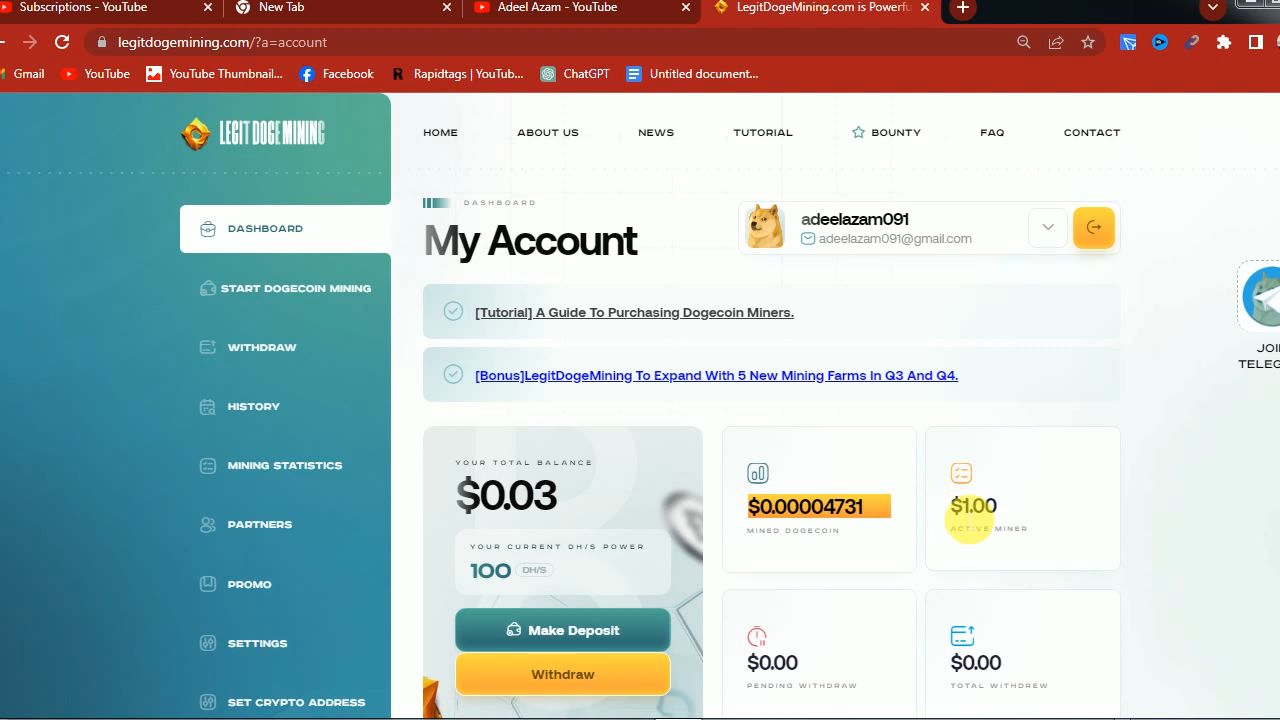 Subscriptions - YouTube
New Tab
Adeel Azam - YouTube
LegitDogeMining.com is Powerfu
legitdogemining.com/?a=account
Gmail
YouTube
YouTube Thumbnail...
Facebook
Rapidtags | YouTub...
ChatGPT
Untitled document...
LEGIT DOGE MINING
HOME
ABOUT US
NEWS
TUTORIAL
BOUNTY
FAQ
CONTACT
DASHBOARD
START DOGECOIN MINING
WITHDRAW
HISTORY
MINING STATISTICS
PARTNERS
PROMO
SETTINGS
SET CRYPTO ADDRESS
DASHBOARD
My Account
adeelazam091
adeelazam091@gmail.com
[Tutorial] A Guide To Purchasing Dogecoin Miners.
[Bonus]LegitDogeMining To Expand With 5 New Mining Farms In Q3 And Q4.
YOUR TOTAL BALANCE
$0.03
YOUR CURRENT DH/S POWER
100 DH/S
Make Deposit
Withdraw
$0.00004731
MINED DOGECOIN
$1.00
ACTIVE MINER
$0.00
PENDING WITHDRAW
$0.00
TOTAL WITHDREW
JOI
TELEG